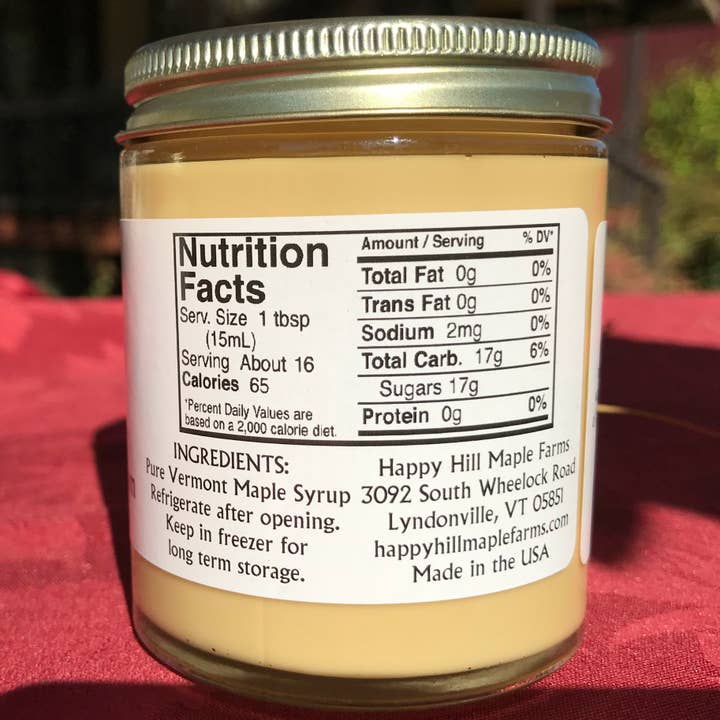 Nutrition
Facts
Serv. Size 1 tbsp
(15mL)
Serving About 16
Calories 65
*Percent Daily Values are
based on a 2,000 calorie diet.
Amount / Serving % DV*
Total Fat 0g 0%
Trans Fat 0g 0%
Sodium 2mg 0%
Total Carb. 17g 6%
Sugars 17g
Protein 0g 0%
INGREDIENTS:
Pure Vermont Maple Syrup
Refrigerate after opening.
Keep in freezer for
long term storage.
Happy Hill Maple Farms
3092 South Wheelock Road
Lyndonville, VT 05851
happyhillmaplefarms.com
Made in the USA